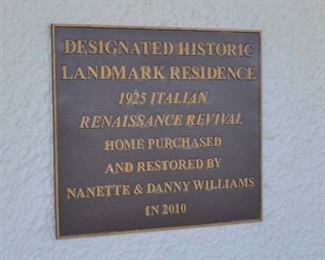 DESIGNATED HISTORIC
LANDMARK RESIDENCE
1925 ITALIAN
RENAISSANCE REVIVAL
HOME PURCHASED
AND RESTORED BY
NANETTE & DANNY WILLIAMS
IN 2010